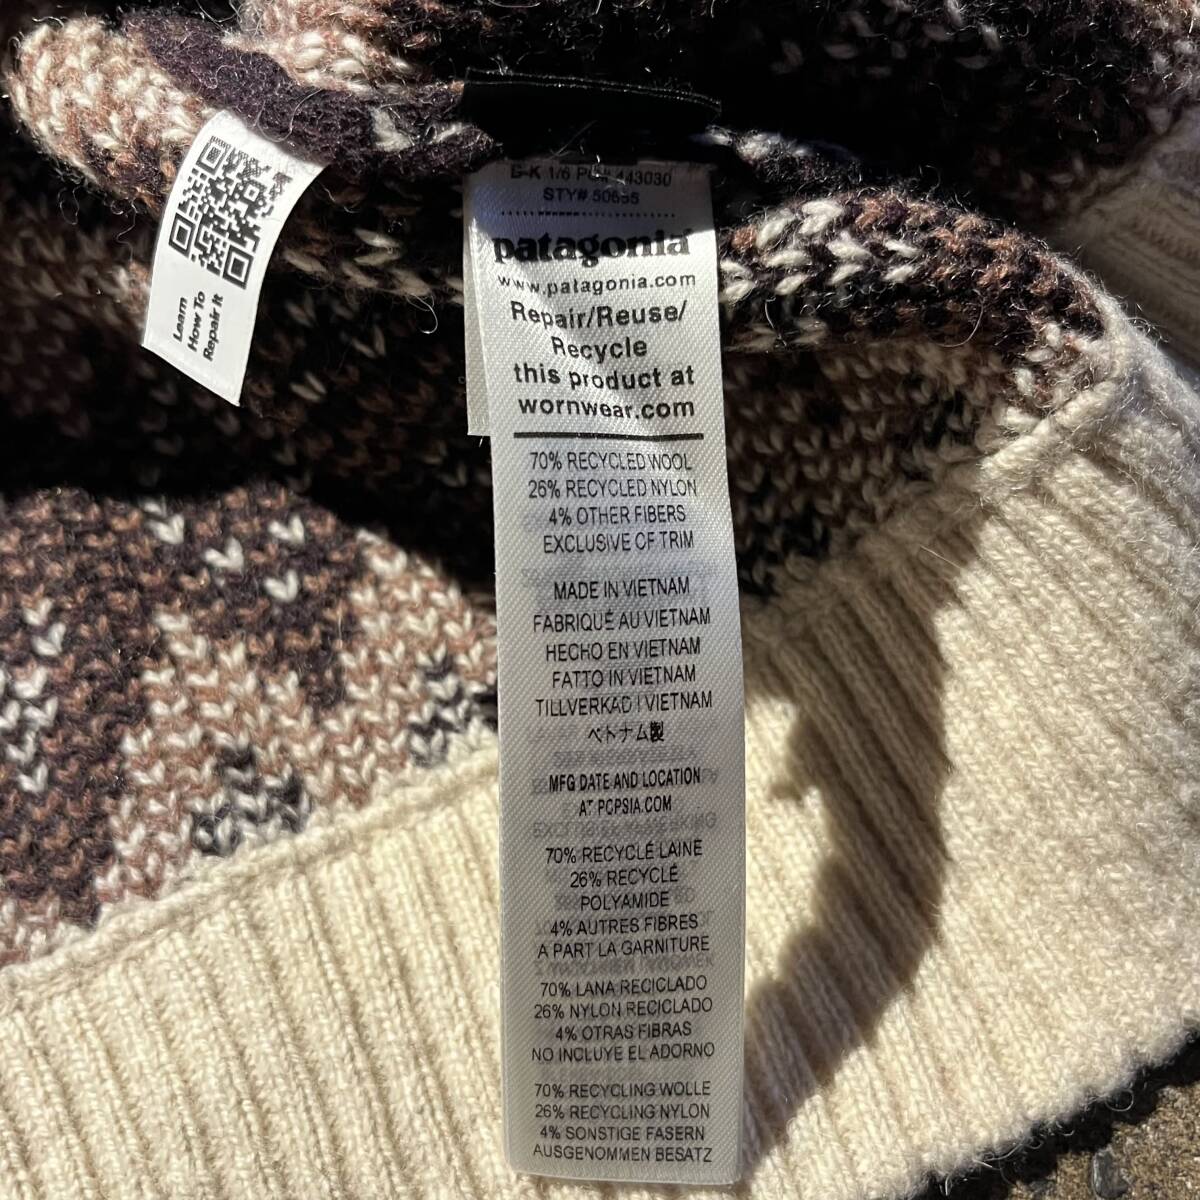 Learn
How To
Repair It
1/6 PO# 443030
STY#
patagonia
www.patagonia.com
Repair/Reuse/
Recycle
this product at
wornwear.com
70% RECYCLED WOOL
26% RECYCLED NYLON
4% OTHER FIBERS
EXCLUSIVE OF TRIM
MADE IN VIETNAM
FABRIQUÉ AU VIETNAM
HECHO EN VIETNAM
FATTO IN VIETNAM
TILLVERKAD I VIETNAM
ベトナム製
MFG DATE AND LOCATION
AT PCPSIA.COM
70% RECYCLÉ LAINE
26% RECYCLÉ
POLYAMIDE
4% AUTRES FIBRES
A PART LA GARNITURE
70% LANA RECICLADO
26% NYLON RECICLADO
4% OTRAS FIBRAS
NO INCLUYE EL ADORNO
70% RECYCLING WOLLE
26% RECYCLING NYLON
4% SONSTIGE FASERN
AUSGENOMMEN BESATZ